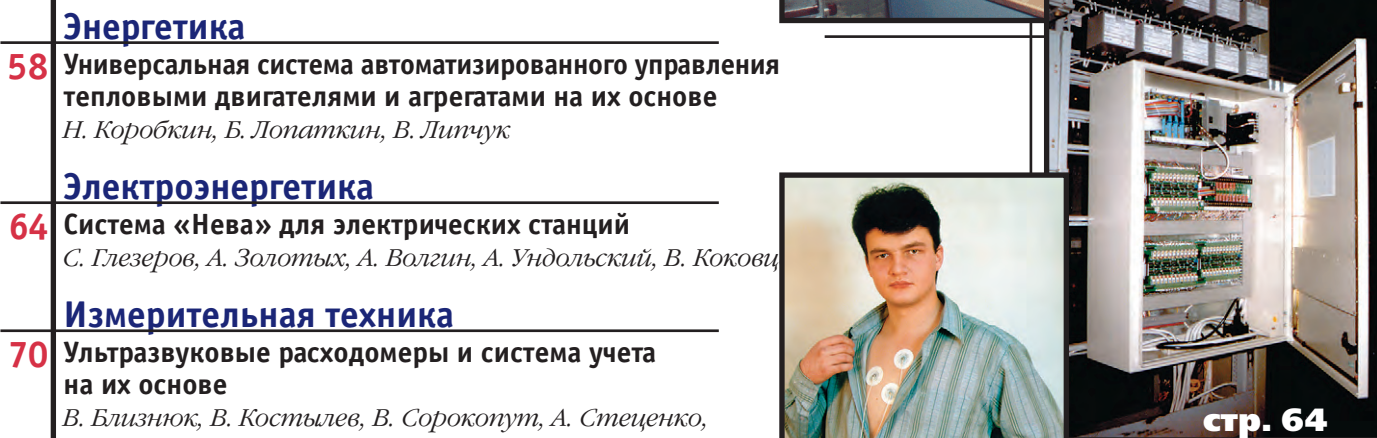 Энергетика
58 Универсальная система автоматизированного управления
тепловыми двигателями и агрегатами на их основе
Н. Коробкин, Б. Лопаткин, В. Липчук
Электроэнергетика
64 Система «Нева» для электрических станций
С. Глезеров, А. Золотых, А. Волгин, А. Ундольский, В.
Измерительная техника
70 Ультразвуковые расходомеры и система учета
на их основе
В. Близнюк, В. Костылев, В. Сорокопут, А. Стеценко,
стр. 64